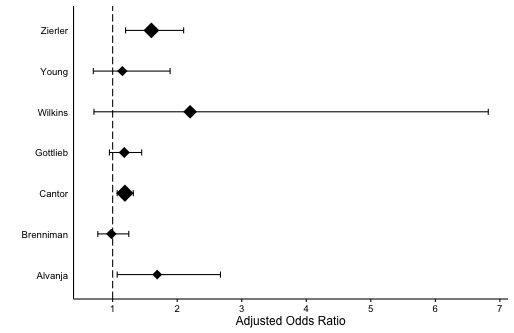 Zierler
Young
Wilkins
Gottlieb
Cantor
Brenniman
Alvanja
1 2 3 4 5 6 7
Adjusted Odds Ratio